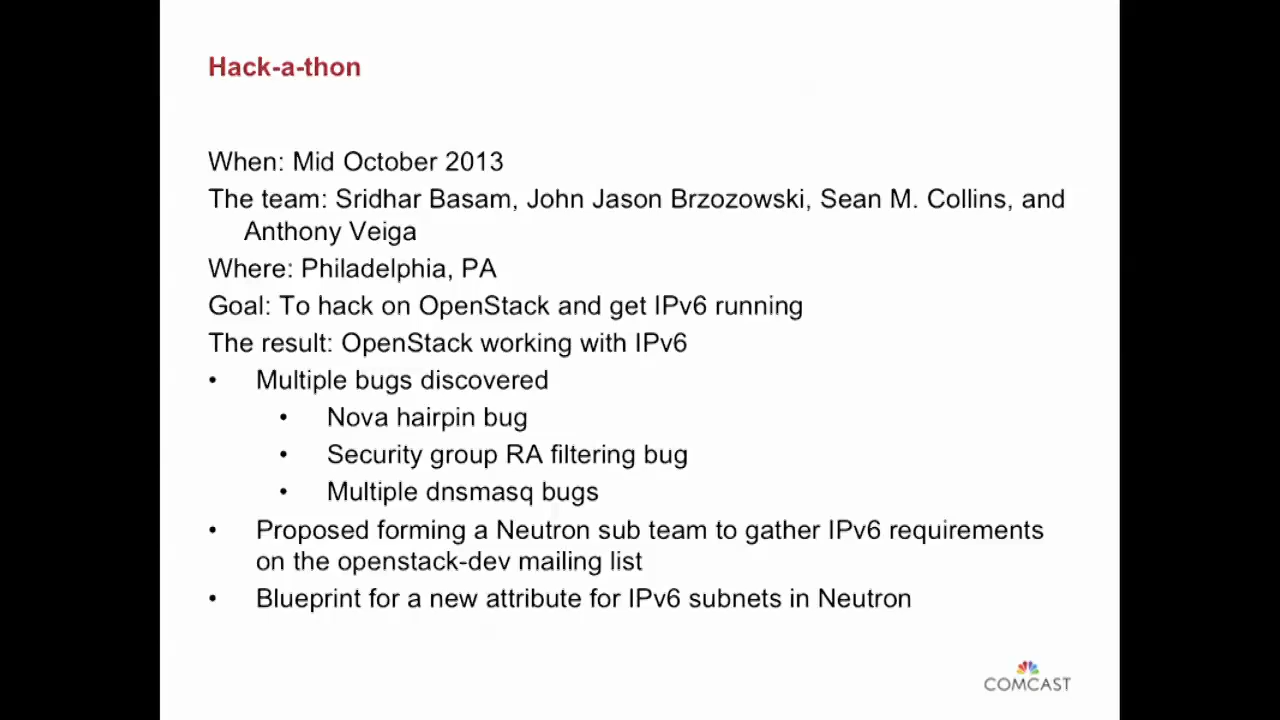 Hack-a-thon
When: Mid October 2013
The team: Sridhar Basam, John Jason Brzozowski, Sean M. Collins, and
Anthony Veiga
Where: Philadelphia, PA
Goal: To hack on OpenStack and get IPv6 running
The result: OpenStack working with IPv6
• Multiple bugs discovered
• Nova hairpin bug
• Security group RA filtering bug
• Multiple dnsmasq bugs
• Proposed forming a Neutron sub team to gather IPv6 requirements
on the openstack-dev mailing list
• Blueprint for a new attribute for IPv6 subnets in Neutron
COMCAST